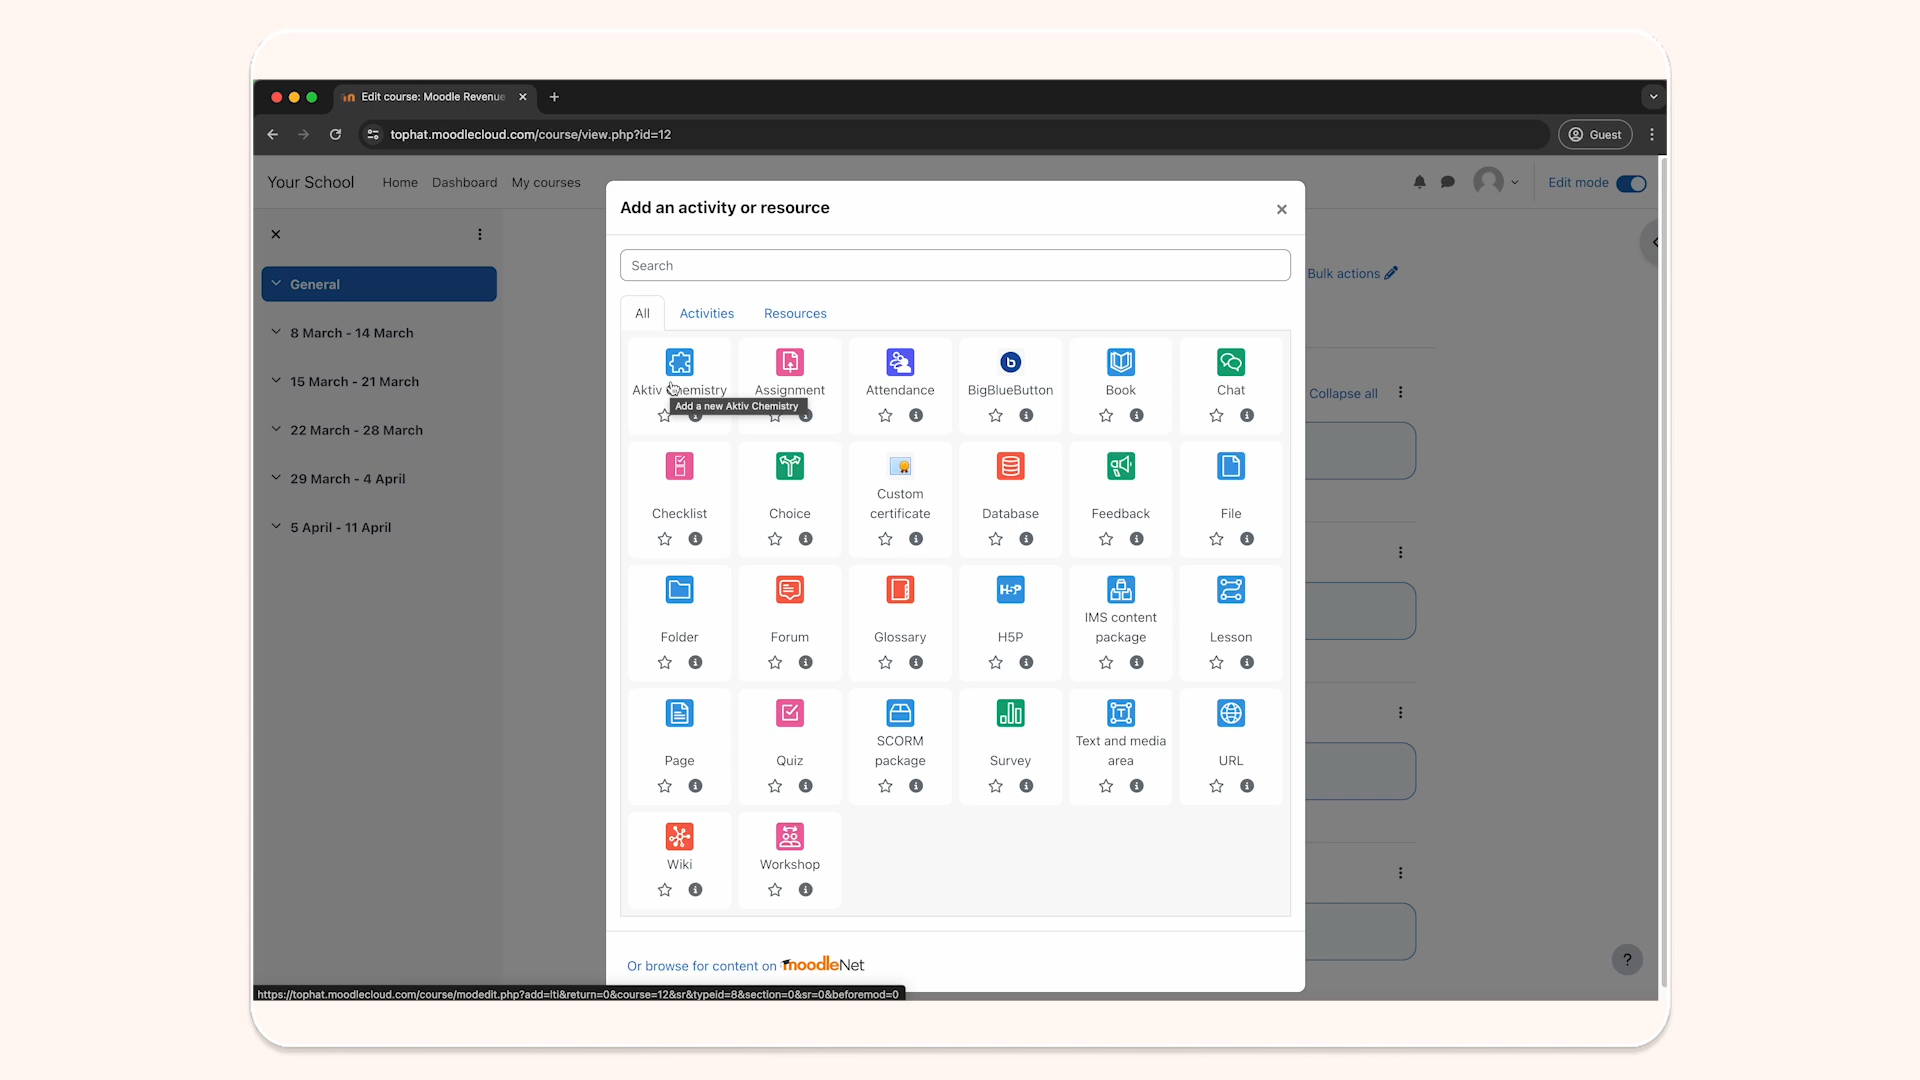 Edit course: Moodle Revenue
tophat.moodlecloud.com/course/view.php?id=12
Guest
Your School
Home
Dashboard
My courses
Edit mode
General
8 March - 14 March
15 March - 21 March
22 March - 28 March
29 March - 4 April
5 April - 11 April
Bulk actions
Collapse all
Add an activity or resource
Search
All
Activities
Resources
Aktiv Chemistry
Assignment
Attendance
BigBlueButton
Book
Chat
Add a new Aktiv Chemistry
Checklist
Choice
Custom
certificate
Database
Feedback
File
Folder
Forum
Glossary
H5P
H5P
IMS content
package
Lesson
Page
Quiz
SCORM
package
Survey
Text and media
area
URL
Wiki
Workshop
Or browse for content on moodleNet
?
https://tophat.moodlecloud.com/course/modedit.php?add=lti&return=0&course=12&sr&typeid=8&section=0&sr=0&beforemod=0